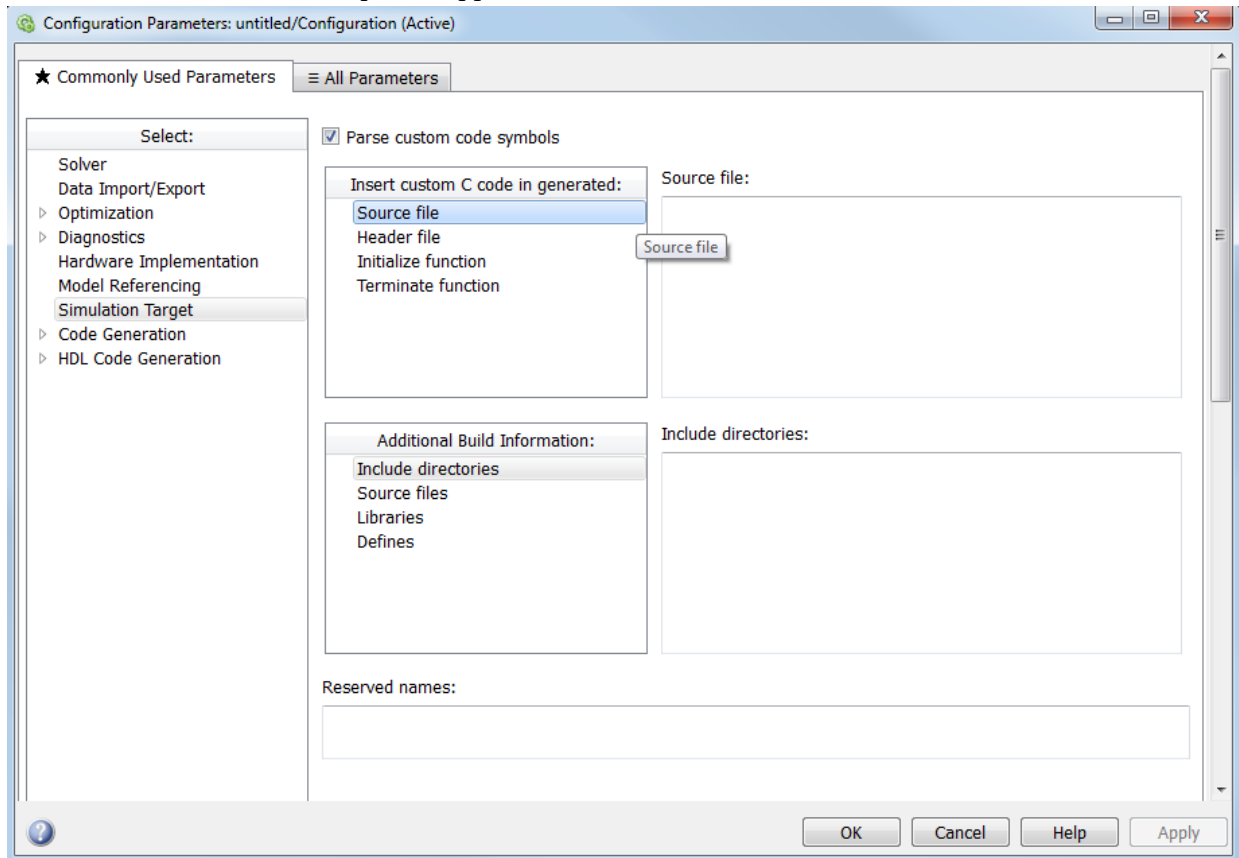 Configuration Parameters: untitled/Configuration (Active)
★ Commonly Used Parameters
≡ All Parameters
Select:
Solver
Data Import/Export
Optimization
Diagnostics
Hardware Implementation
Model Referencing
Simulation Target
Code Generation
HDL Code Generation
Parse custom code symbols
Insert custom C code in generated:
Source file
Header file
Initialize function
Terminate function
Source file:
Source file
Additional Build Information:
Include directories
Source files
Libraries
Defines
Include directories:
Reserved names:
OK
Cancel
Help
Apply